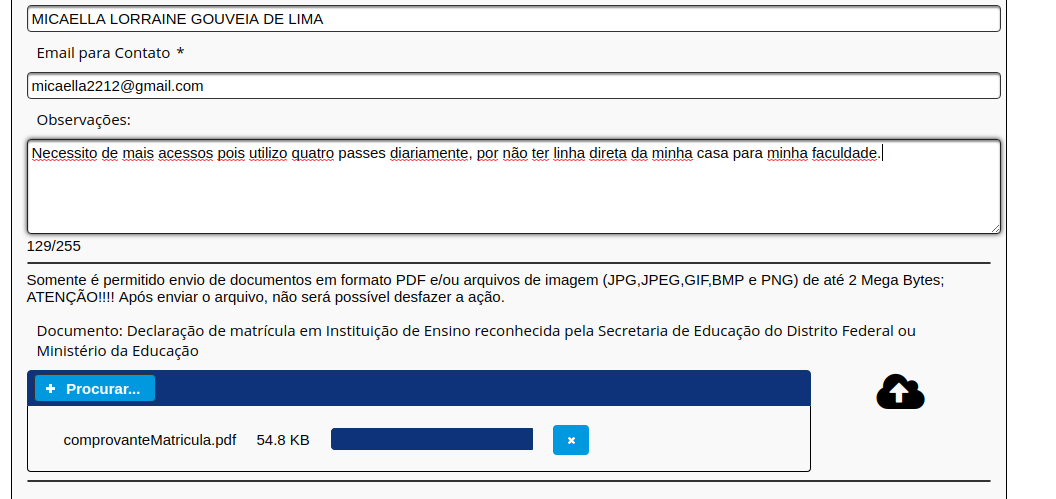 MICAELLA LORRAINE GOUVEIA DE LIMA
Email para Contato *
micaella2212@gmail.com
Observações:
Necessito de mais acessos pois utilizo quatro passes diariamente, por não ter linha direta da minha casa para minha faculdade.
129/255
Somente é permitido envio de documentos em formato PDF e/ou arquivos de imagem (JPG,JPEG,GIF,BMP e PNG) de até 2 Mega Bytes;
ATENÇÃO!!!! Após enviar o arquivo, não será possível desfazer a ação.
Documento: Declaração de matrícula em Instituição de Ensino reconhecida pela Secretaria de Educação do Distrito Federal ou
Ministério da Educação
+ Procurar...
comprovanteMatricula.pdf 54.8 KB